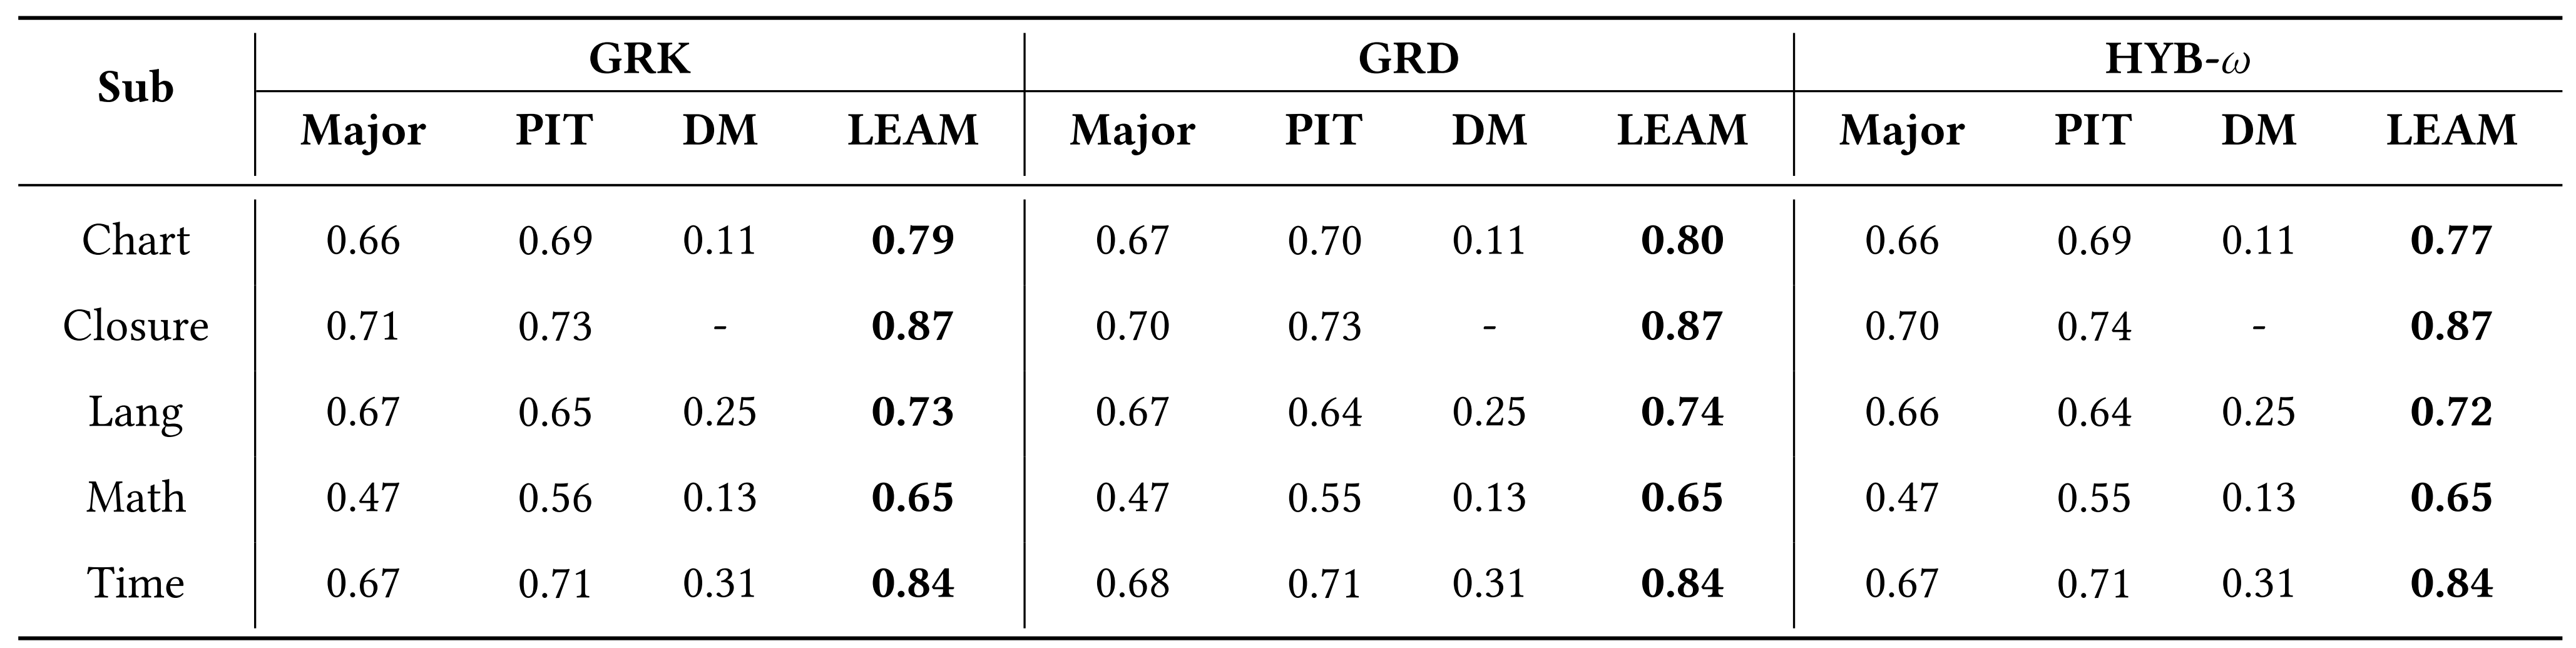 Sub GRK GRD HYB-ω
Major PIT DM LEAM Major PIT DM LEAM Major PIT DM LEAM
Chart 0.66 0.69 0.11 0.79 0.67 0.70 0.11 0.80 0.66 0.69 0.11 0.77
Closure 0.71 0.73 - 0.87 0.70 0.73 - 0.87 0.70 0.74 - 0.87
Lang 0.67 0.65 0.25 0.73 0.67 0.64 0.25 0.74 0.66 0.64 0.25 0.72
Math 0.47 0.56 0.13 0.65 0.47 0.55 0.13 0.65 0.47 0.55 0.13 0.65
Time 0.67 0.71 0.31 0.84 0.68 0.71 0.31 0.84 0.67 0.71 0.31 0.84